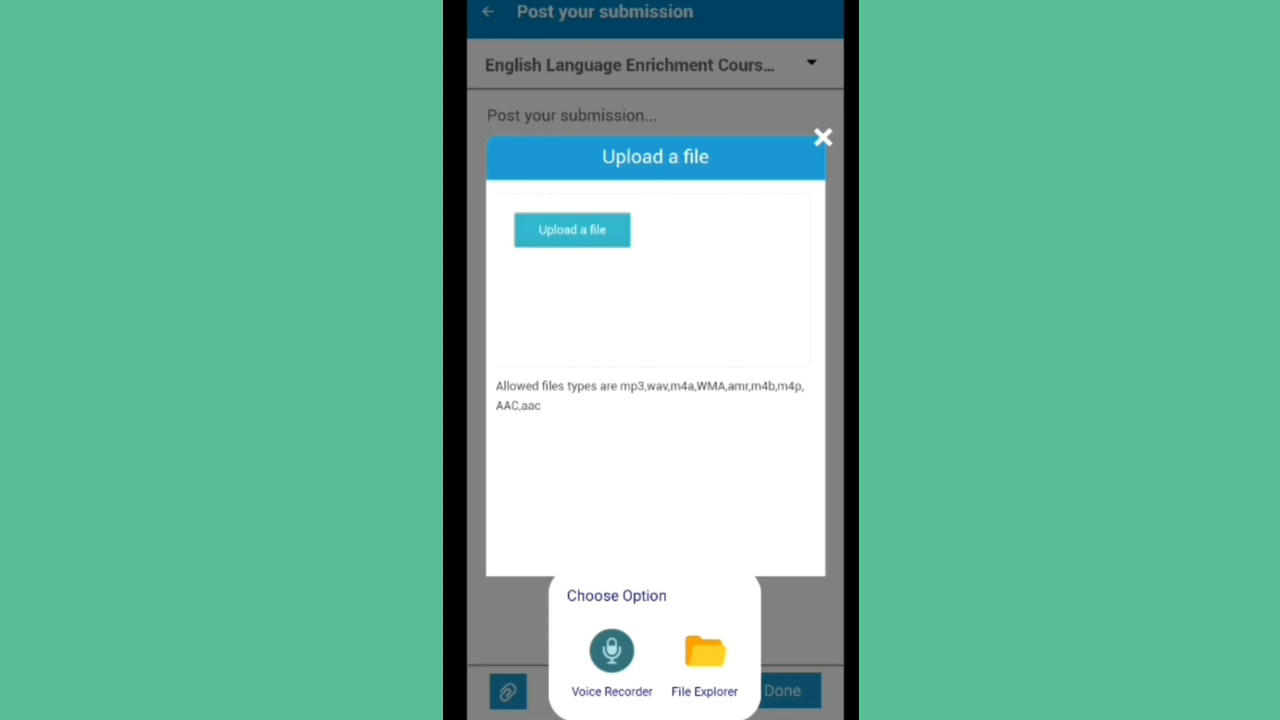 Post your submission
English Language Enrichment Cours...
Post your submission...
Upload a file
Upload a file
Allowed files types are mp3,wav,m4a,WMA,amr,m4b,m4p,
AAC,aac
Choose Option
Voice Recorder File Explorer
Done